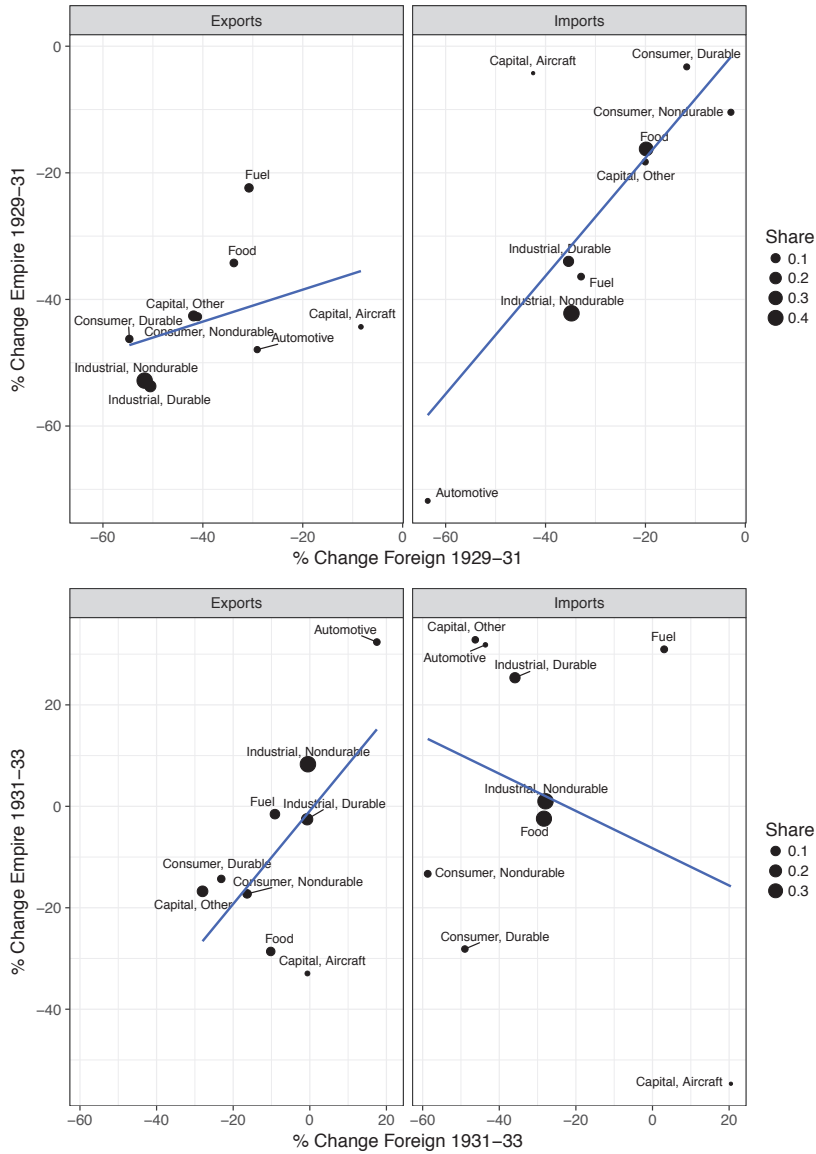 Exports
Imports
0
−20
−40
−60
% Change Empire 1929−31
Fuel
Food
Capital, Other
Consumer, Durable
Consumer, Nondurable
Capital, Aircraft
Automotive
Industrial, Nondurable
Industrial, Durable
Consumer, Durable
Capital, Aircraft
Consumer, Nondurable
Food
Capital, Other
Industrial, Durable
Fuel
Industrial, Nondurable
Automotive
−60
−40
−20
0
−60
−40
−20
0
% Change Foreign 1929−31
Share
0.1
0.2
0.3
0.4
Exports
Imports
20
0
−20
−40
% Change Empire 1931−33
Automotive
Industrial, Nondurable
Fuel
Industrial, Durable
Consumer, Durable
Consumer, Nondurable
Capital, Other
Food
Capital, Aircraft
Capital, Other
Automotive
Fuel
Industrial, Durable
Industrial, Nondurable
Food
Consumer, Nondurable
Consumer, Durable
Capital, Aircraft
−60
−40
−20
0
20
−60
−40
−20
0
20
% Change Foreign 1931−33
Share
0.1
0.2
0.3